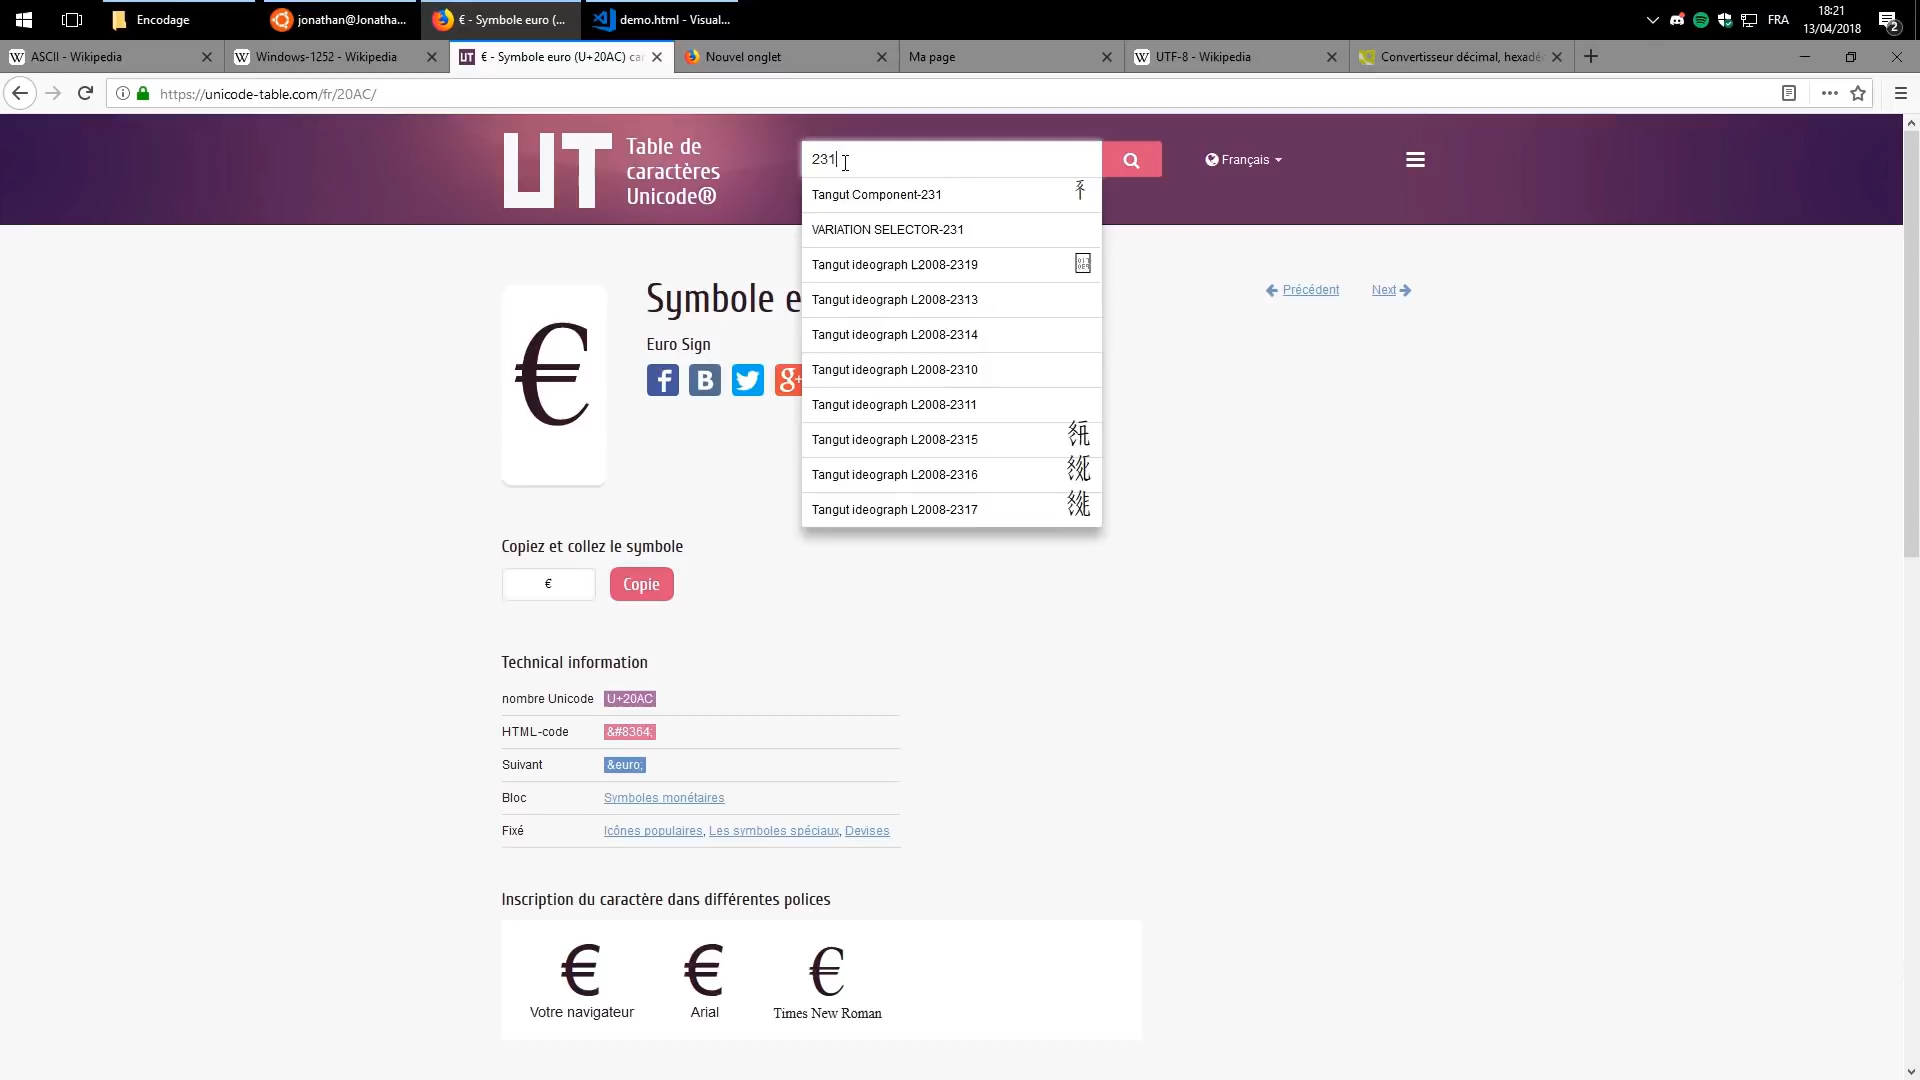 Encodage
jonathan@Jonatha...
€ - Symbole euro (...
demo.html - Visual...
FRA
18:21
13/04/2018
2
ASCII - Wikipedia
Windows-1252 - Wikipedia
€ - Symbole euro (U+20AC) ca
Nouvel onglet
Ma page
UTF-8 - Wikipedia
Convertisseur décimal, hexadé
https://unicode-table.com/fr/20AC/
UT
Table de
caractères
Unicode®
231
Français
Tangut Component-231
VARIATION SELECTOR-231
Tangut ideograph L2008-2319
Tangut ideograph L2008-2313
Tangut ideograph L2008-2314
Tangut ideograph L2008-2310
Tangut ideograph L2008-2311
Tangut ideograph L2008-2315
Tangut ideograph L2008-2316
Tangut ideograph L2008-2317
€
Symbole e
Euro Sign
Précédent
Next
Copiez et collez le symbole
€
Copie
Technical information
nombre Unicode U+20AC
HTML-code &#8364;
Suivant &euro;
Bloc Symboles monétaires
Fixé Icônes populaires, Les symboles spéciaux, Devises
Inscription du caractère dans différentes polices
€ € €
Votre navigateur Arial Times New Roman